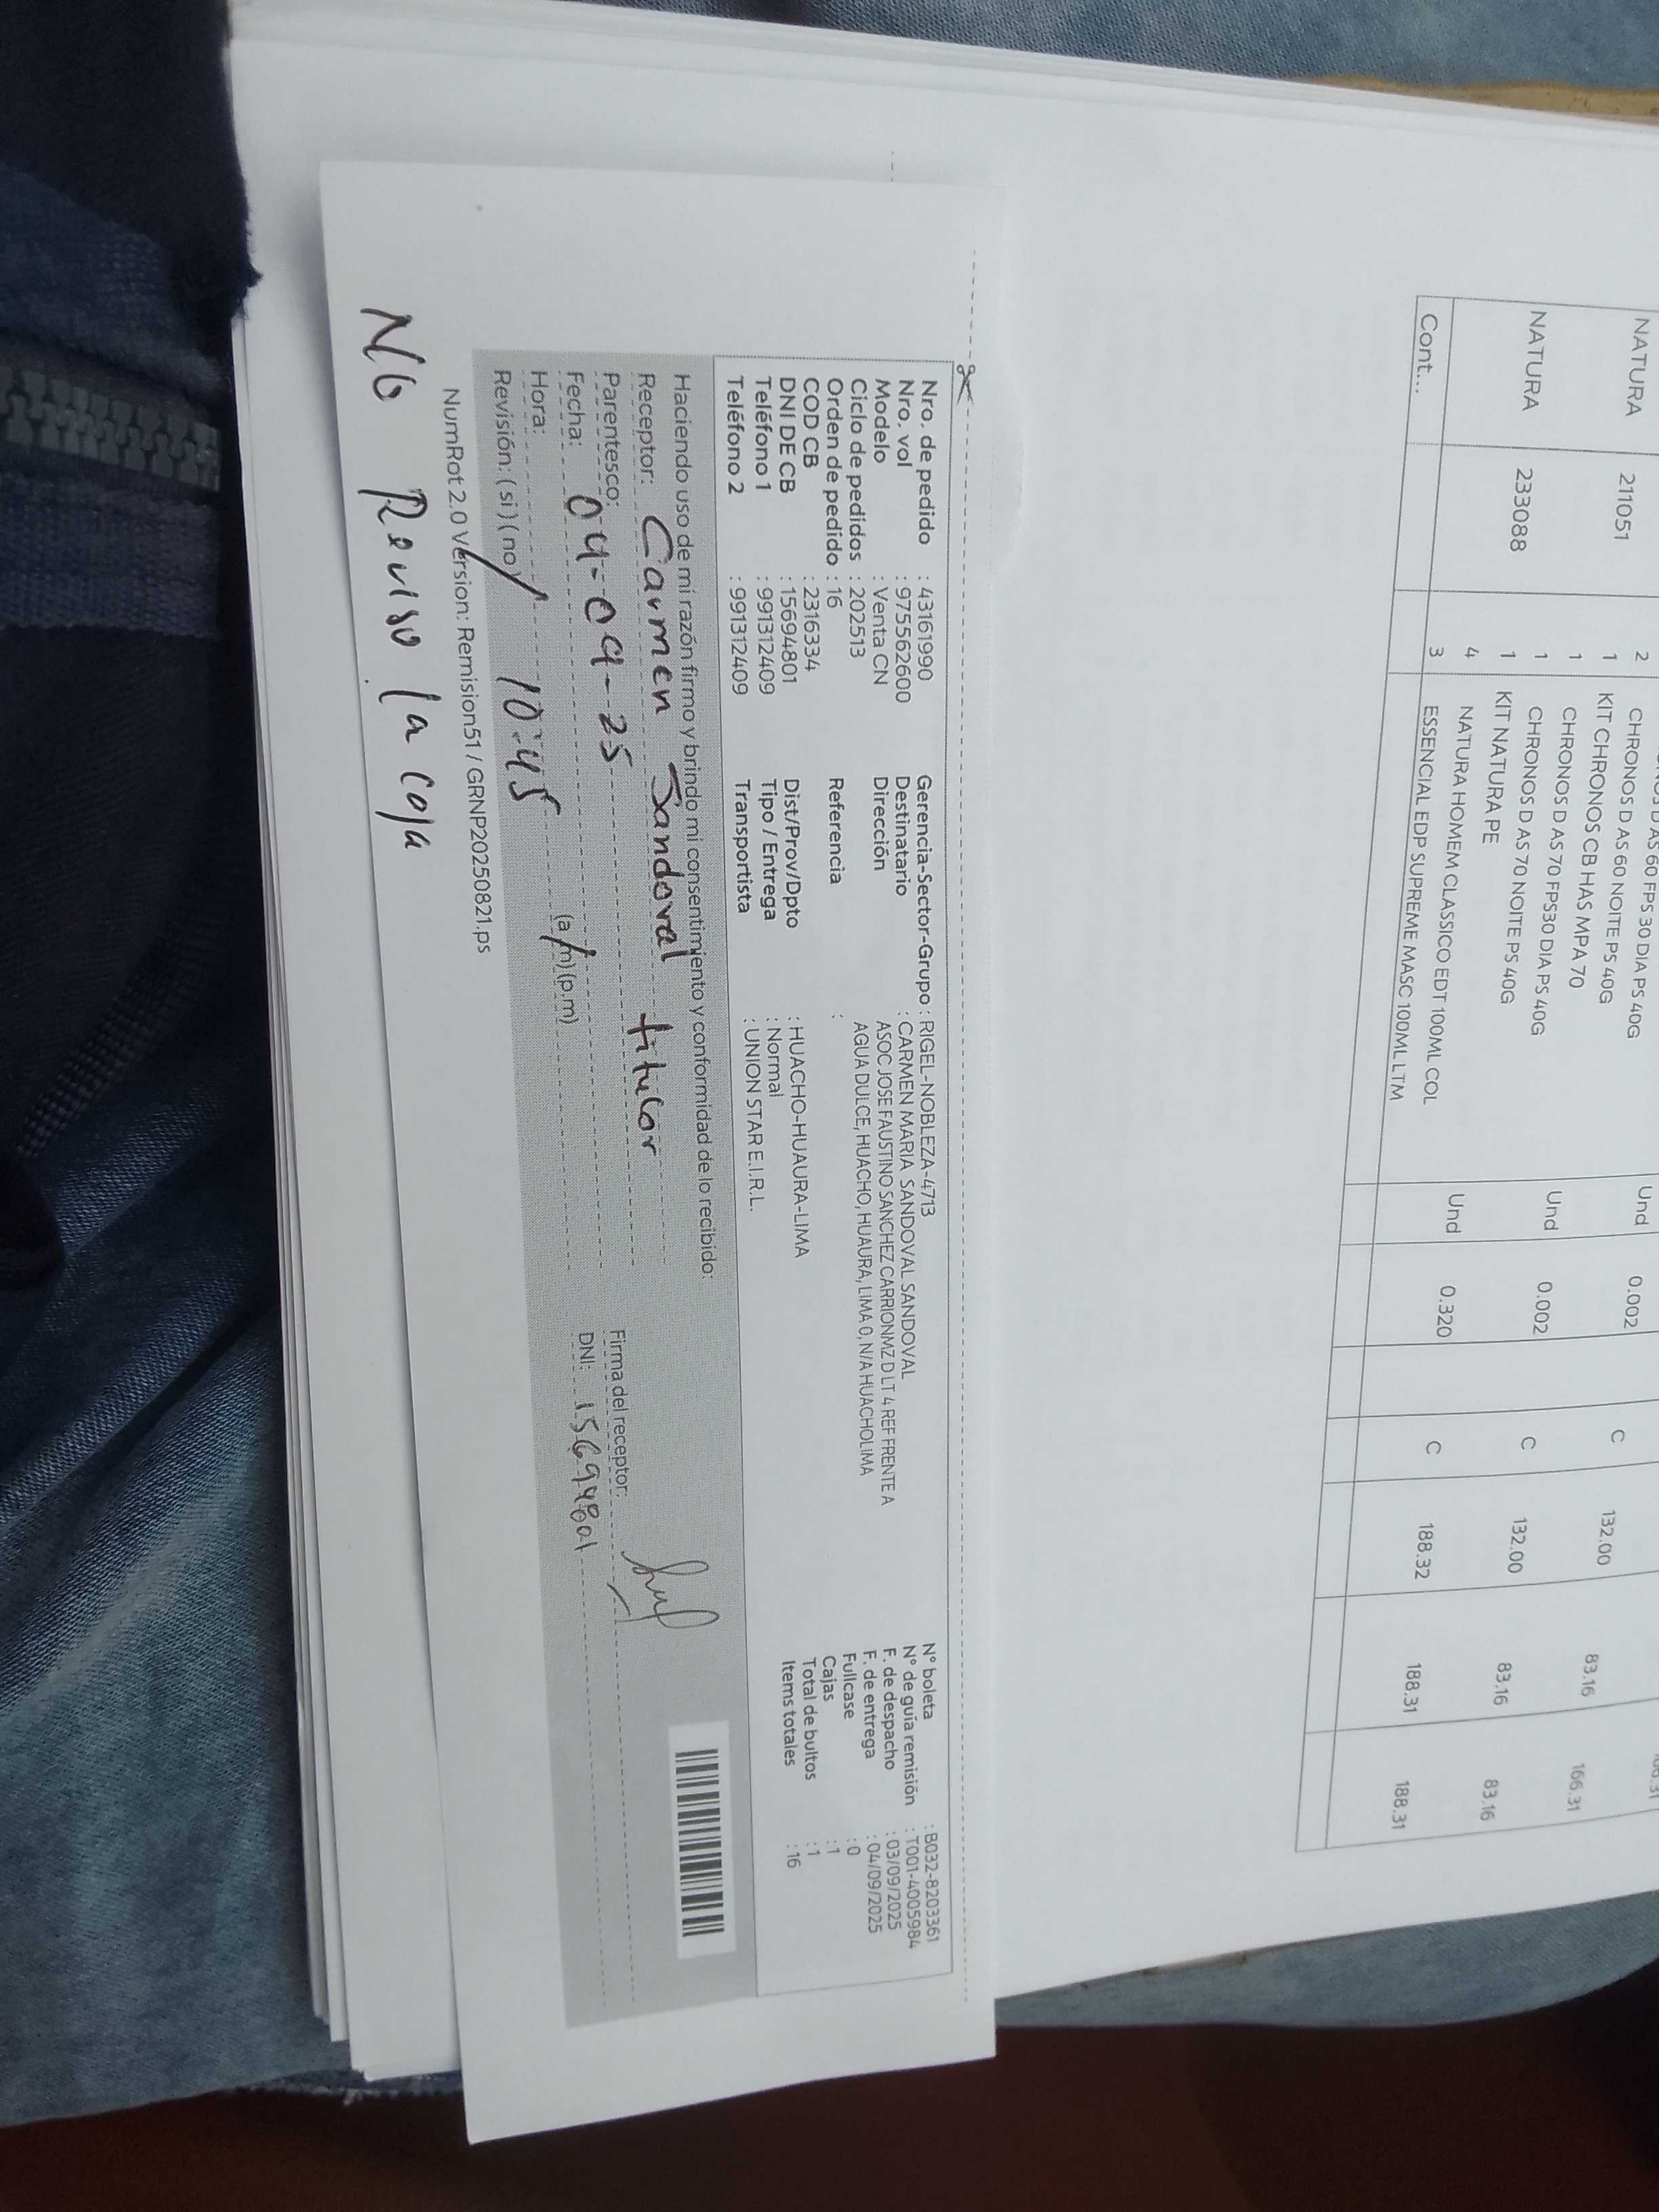 CHRONOS D AS 60 FPS 30 DIA PS 40G
NATURA 211051 2 CHRONOS D AS 60 NOITE PS 40G Und 0.002 C 132.00 83.16 166.31
1 KIT CHRONOS CB HAS MPA 70
1 CHRONOS D AS 70 FPS30 DIA PS 40G
NATURA 233088 1 CHRONOS D AS 70 NOITE PS 40G Und 0.002 C 132.00 83.16 83.16
1 KIT NATURA PE
4 NATURA HOMEM CLASSICO EDT 100ML COL Und 0.320 C 188.32 188.31 188.31
3 ESSENCIAL EDP SUPREME MASC 100ML LTM
Cont...
Nro. de pedido : 43161990 Gerencia-Sector-Grupo : RIGEL-NOBLEZA-4713 N° boleta : B032-8203361
Nro. vol : 975562600 Destinatario : CARMEN MARIA SANDOVAL SANDOVAL N° de guía remisión : T001-4005984
Modelo : Venta CN Dirección ASOC JOSE FAUSTINO SANCHEZ CARRIONMZ D LT 4 REF FRENTE A F. de despacho : 03/09/2025
Ciclo de pedidos : 202513 AGUA DULCE, HUACHO, HUAURA, LIMA 0, N/A HUACHOLIMA F. de entrega : 04/09/2025
Orden de pedido : 16 Referencia : Fullcase : 0
COD CB : 2316334 Cajas : 1
DNI DE CB : 15694801 Dist/Prov/Dpto : HUACHO-HUAURA-LIMA Total de bultos : 1
Teléfono 1 : 991312409 Tipo / Entrega : Normal Items totales : 16
Teléfono 2 : 991312409 Transportista : UNION STAR E.I.R.L.
Haciendo uso de mi razón firmo y brindo mi consentimiento y conformidad de lo recibido:
Receptor: Carmen Sandoval titular
Parentesco: Firma del receptor:
Fecha: 04-09-25 DNI: 15694801
Hora: 10:45 (a.m)(p.m)
Revisión: (si) (no)
NumRot 2.0 Version: Remision51 / GRNP20250821.ps
No Reviso la caja